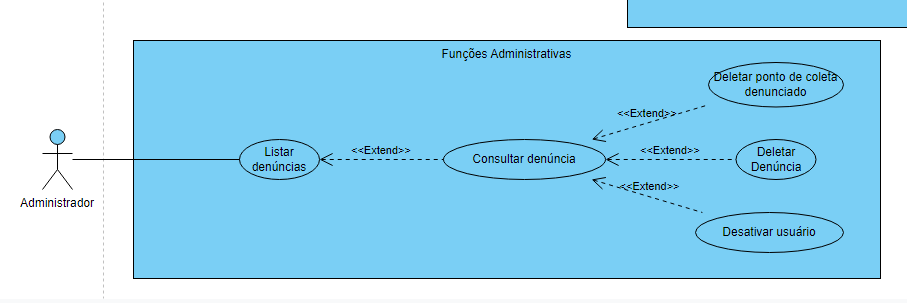 Funções Administrativas
Deletar ponto de coleta
denunciado
<<Extend>>
Listar
denúncias
<<Extend>>
Consultar denúncia
<<Extend>>
Deletar
Denúncia
<<Extend>>
Administrador
Desativar usuário